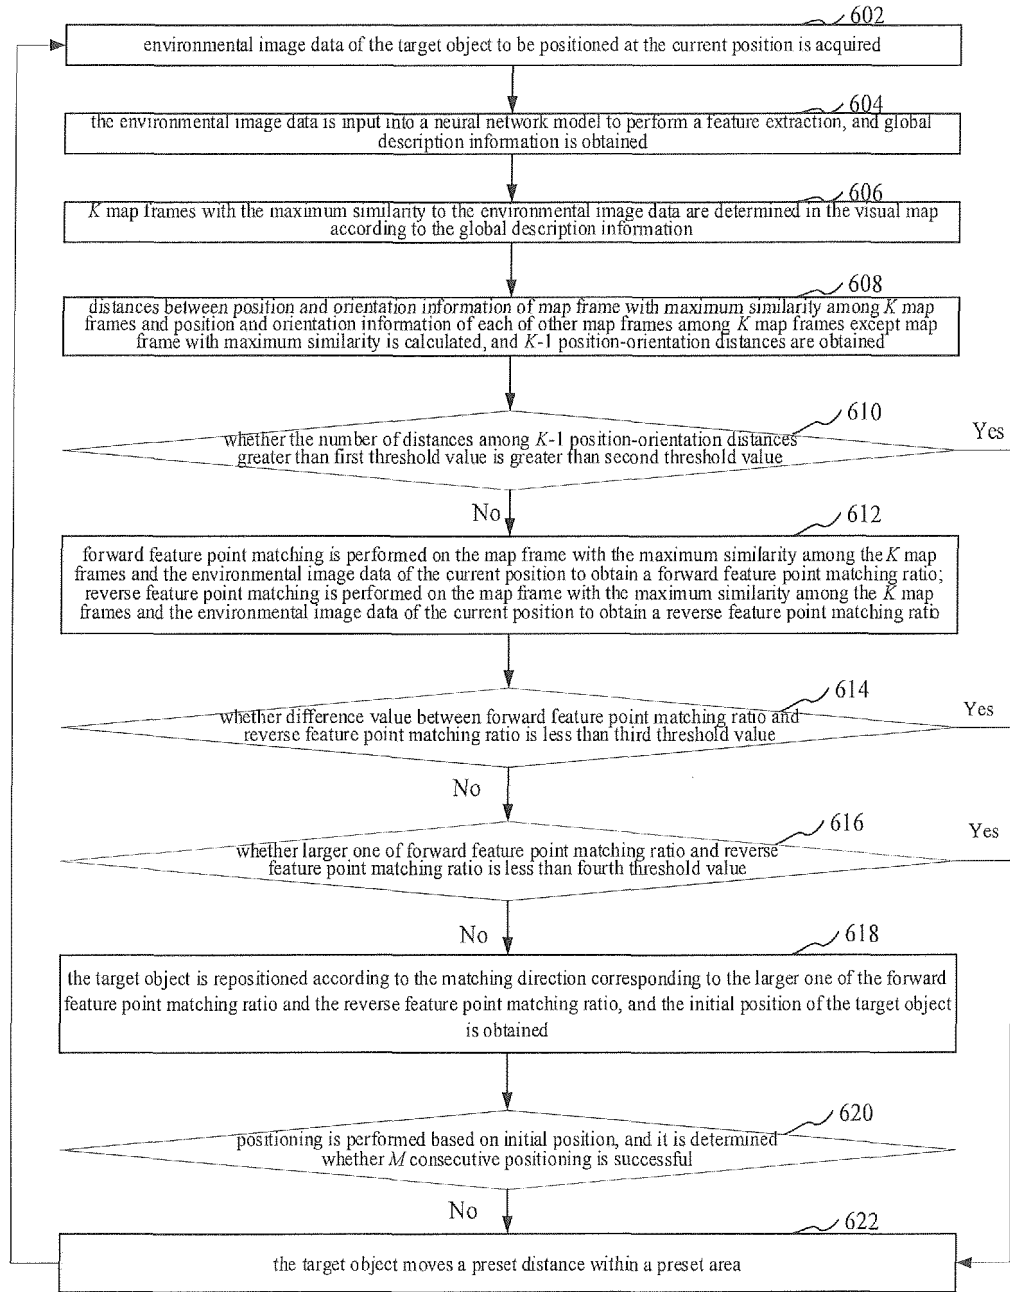 602
environmental image data of the target object to be positioned at the current position is acquired
604
the environmental image data is input into a neural network model to perform a feature extraction, and global
description information is obtained
606
K map frames with the maximum similarity to the environmental image data are determined in the visual map
according to the global description information
608
distances between position and orientation information of map frame with maximum similarity among K map
frames and position and orientation information of each of other map frames among K map frames except map
frame with maximum similarity is calculated, and K-1 position-orientation distances are obtained
610
whether the number of distances among K-1 position-orientation distances
greater than first threshold value is greater than second threshold value
Yes
No
612
forward feature point matching is performed on the map frame with the maximum similarity among the K map
frames and the environmental image data of the current position to obtain a forward feature point matching ratio;
reverse feature point matching is performed on the map frame with the maximum similarity among the K map
frames and the environmental image data of the current position to obtain a reverse feature point matching ratio
614
whether difference value between forward feature point matching ratio and
reverse feature point matching ratio is less than third threshold value
Yes
No
616
whether larger one of forward feature point matching ratio and reverse
feature point matching ratio is less than fourth threshold value
Yes
No
618
the target object is repositioned according to the matching direction corresponding to the larger one of the forward
feature point matching ratio and the reverse feature point matching ratio, and the initial position of the target object
is obtained
620
positioning is performed based on initial position, and it is determined
whether M consecutive positioning is successful
No
622
the target object moves a preset distance within a preset area